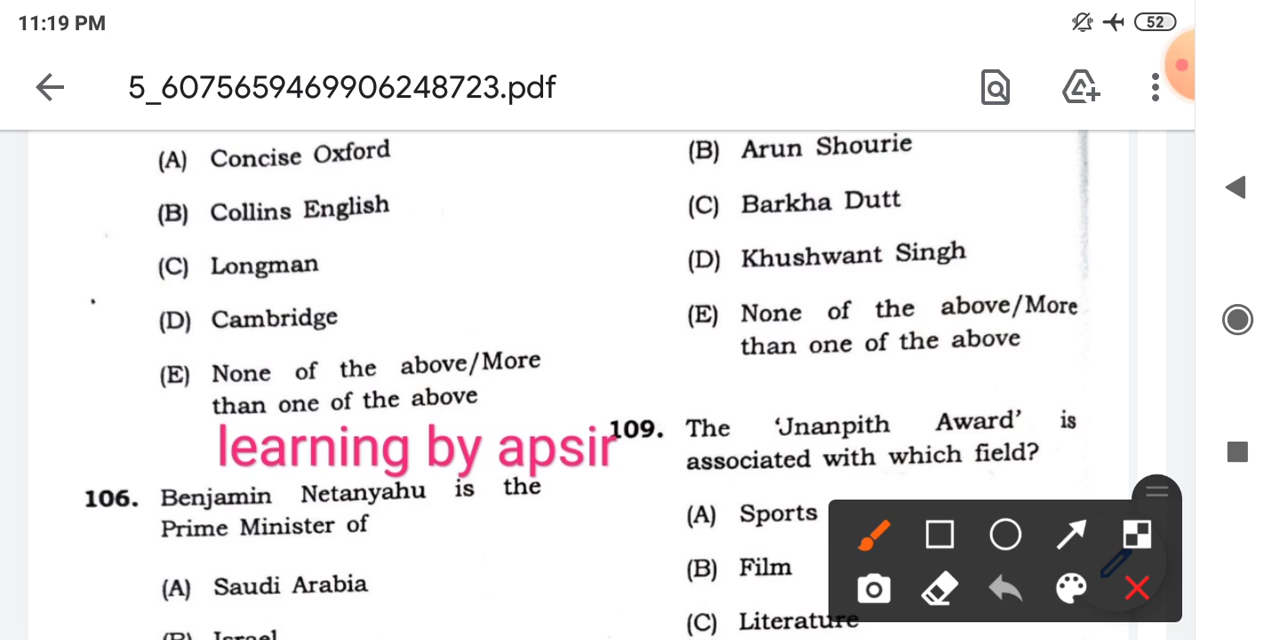 11:19 PM
52
5_6075659469906248723.pdf
(A) Concise Oxford
(B) Collins English
(C) Longman
(D) Cambridge
(E) None of the above/More
than one of the above
learning by apsir
106. Benjamin Netanyahu is the
Prime Minister of
(A) Saudi Arabia
(B) Israel
(B) Arun Shourie
(C) Barkha Dutt
(D) Khushwant Singh
(E) None of the above/More
than one of the above
109. The 'Jnanpith Award' is
associated with which field?
(A) Sports
(B) Film
(C) Literature